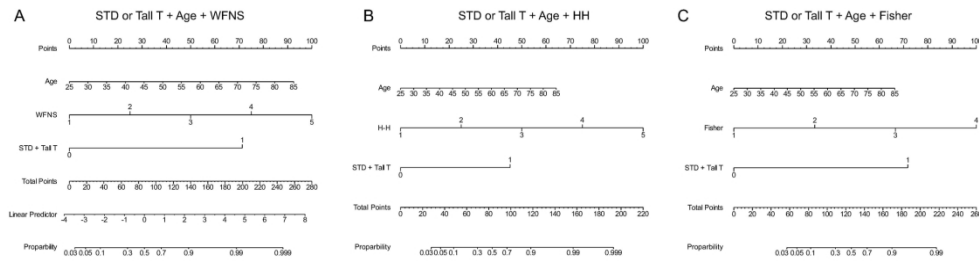 A
STD or Tall T + Age + WFNS
Points
0 10 20 30 40 50 60 70 80 90 100
Age
25 30 35 40 45 50 55 60 65 70 75 80 85
WFNS
2 4
1 3 5
STD + Tall T
1
0
Total Points
0 20 40 60 80 100 120 140 160 180 200 220 240 260 280
Linear Predictor
-4 -3 -2 -1 0 1 2 3 4 5 6 7 8
Proparbility
0.03 0.05 0.1 0.3 0.5 0.7 0.9 0.99 0.999
B
STD or Tall T + Age + HH
Points
0 10 20 30 40 50 60 70 80 90 100
Age
25 30 35 40 45 50 55 60 65 70 75 80 85
H-H
2 4
1 3 5
STD + Tall T
1
0
Total Points
0 20 40 60 80 100 120 140 160 180 200 220
Proparbility
0.03 0.05 0.1 0.3 0.5 0.7 0.9 0.99 0.999
C
STD or Tall T + Age + Fisher
Points
0 10 20 30 40 50 60 70 80 90 100
Age
25 30 35 40 45 50 55 60 65 70 75 80 85
Fisher
2 4
1 3
STD + Tall T
1
0
Total Points
0 20 40 60 80 100 120 140 160 180 200 220 240 260
Proparbility
0.03 0.05 0.1 0.3 0.5 0.7 0.9 0.99